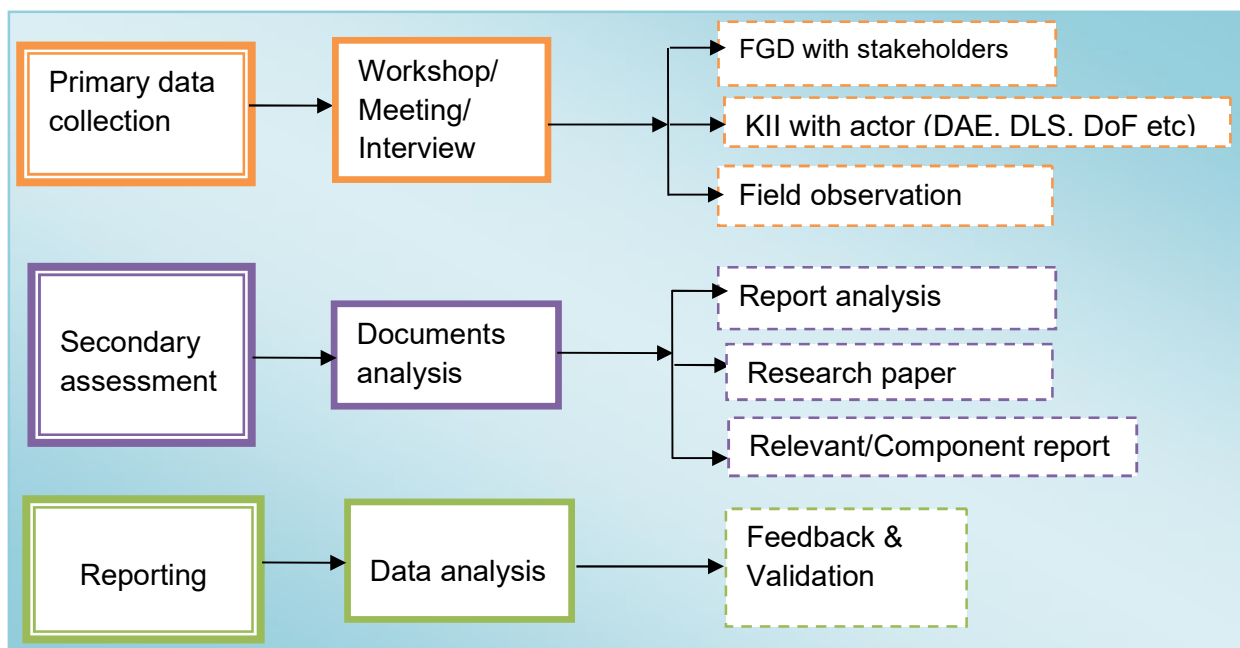 Primary data
collection
Workshop/
Meeting/
Interview
FGD with stakeholders
KII with actor (DAE. DLS. DoF etc)
Field observation
Secondary
assessment
Documents
analysis
Report analysis
Research paper
Relevant/Component report
Reporting
Data analysis
Feedback &
Validation